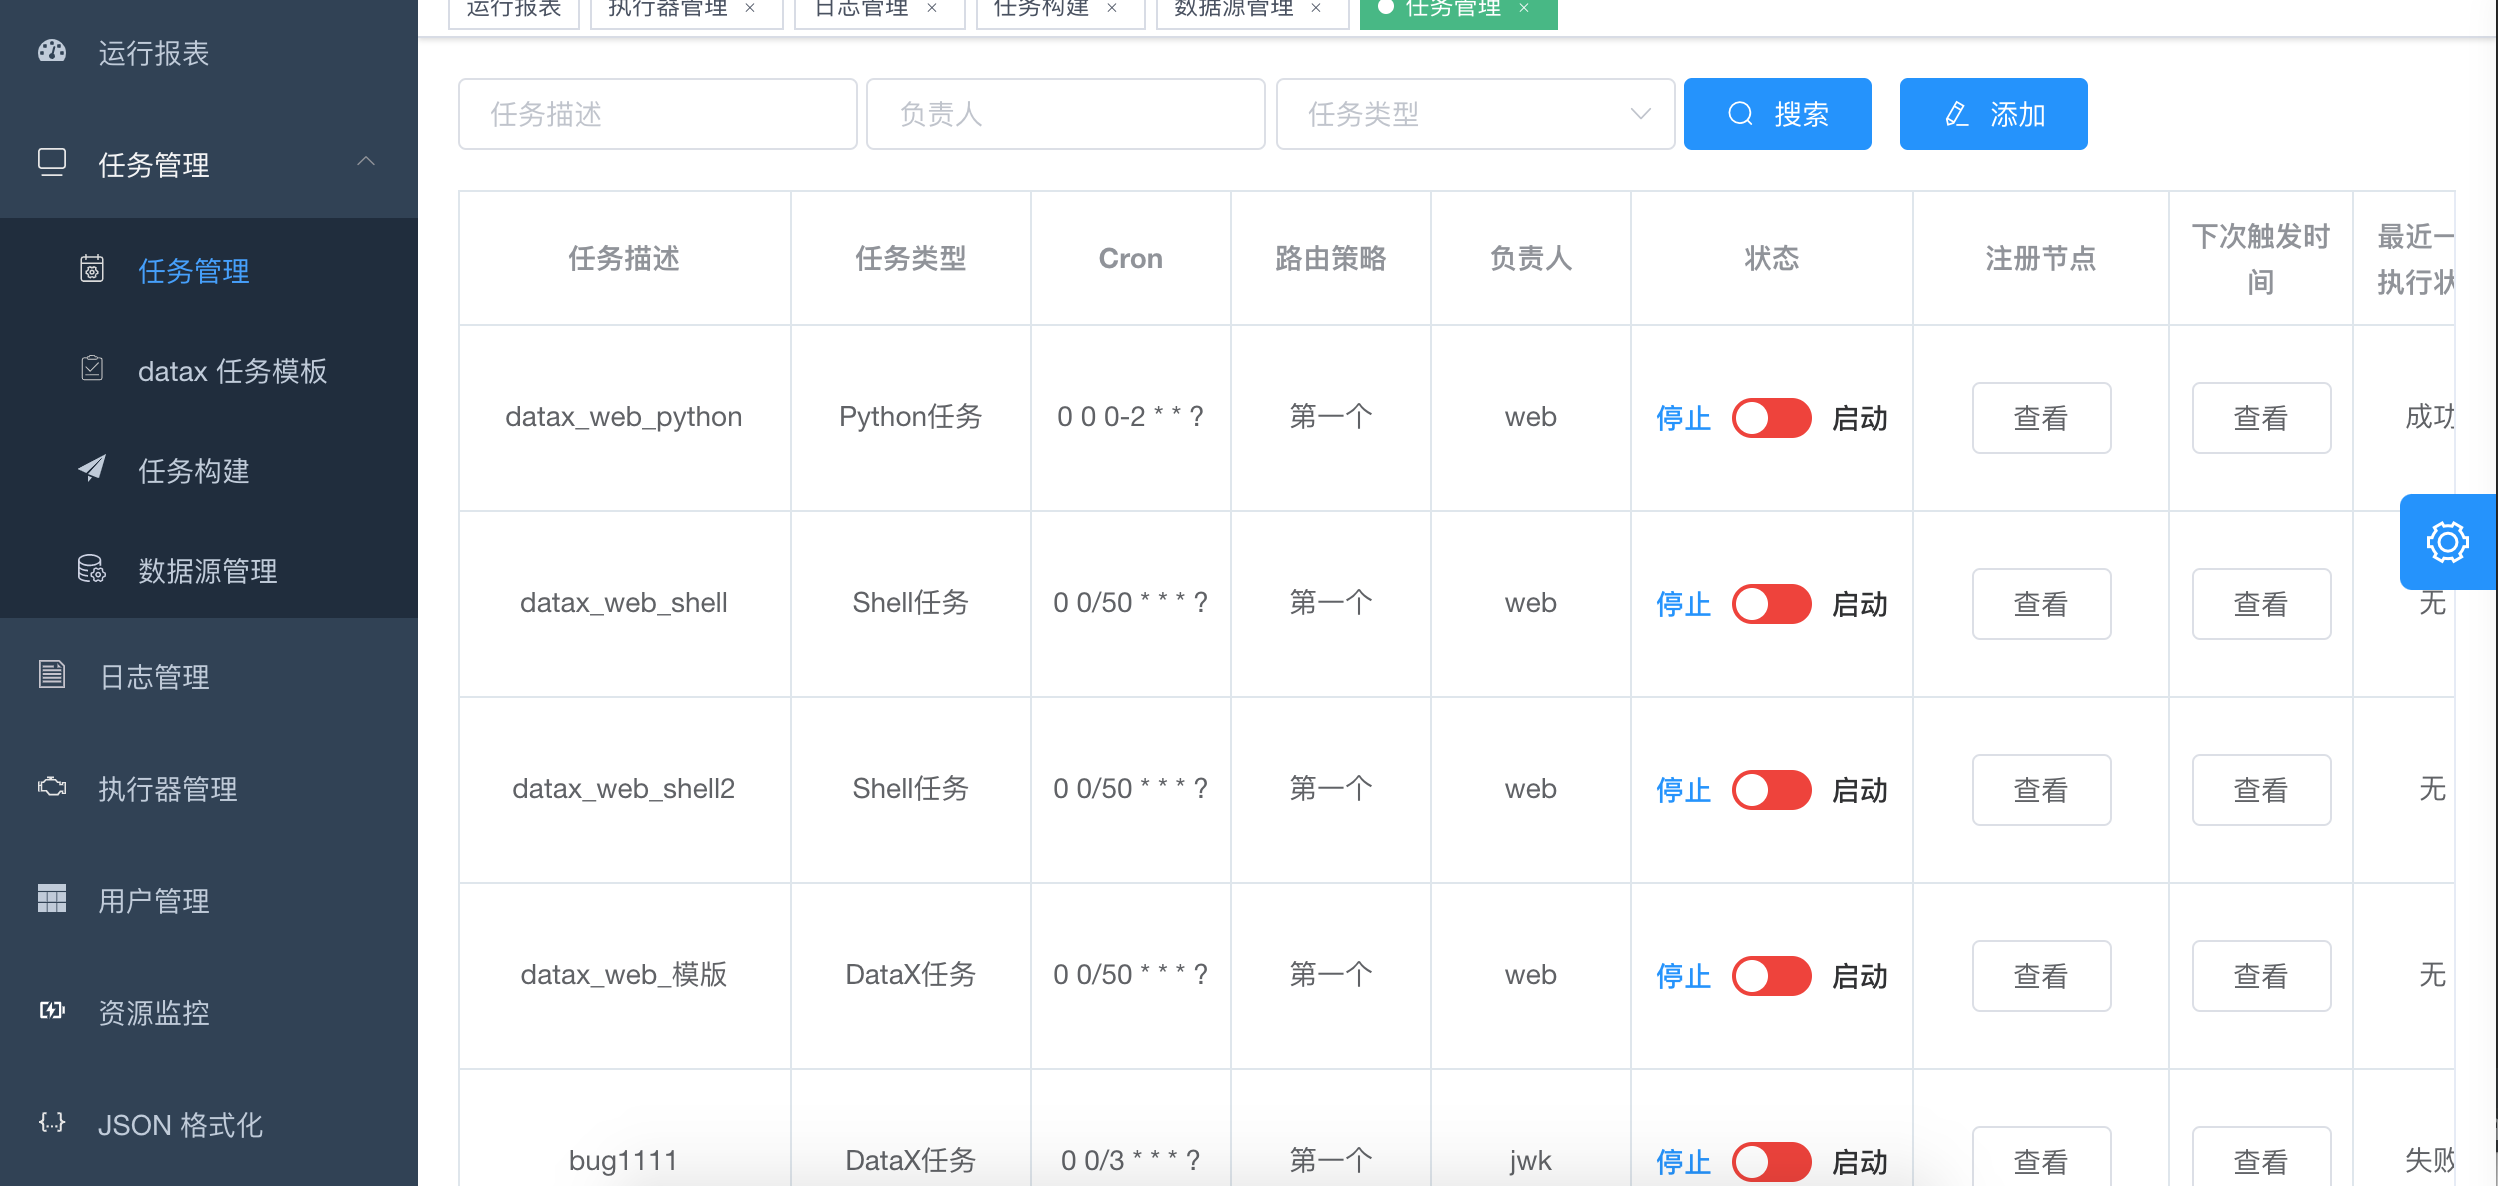 运行报表
任务管理
任务管理
datax 任务模板
任务构建
数据源管理
日志管理
执行器管理
用户管理
资源监控
JSON 格式化
运行报表 执行器管理 × 日志管理 × 任务构建 × 数据源管理 × 任务管理 ×
任务描述 负责人 任务类型 搜索 添加
任务描述 任务类型 Cron 路由策略 负责人 状态 注册节点 下次触发时间 最近一
执行状
datax_web_python Python任务 0 0 0-2 * * ? 第一个 web 停止 启动 查看 查看 成功
datax_web_shell Shell任务 0 0/50 * * * ? 第一个 web 停止 启动 查看 查看 无
datax_web_shell2 Shell任务 0 0/50 * * * ? 第一个 web 停止 启动 查看 查看 无
datax_web_模版 DataX任务 0 0/50 * * * ? 第一个 web 停止 启动 查看 查看 无
bug1111 DataX任务 0 0/3 * * * ? 第一个 jwk 停止 启动 查看 查看 失败